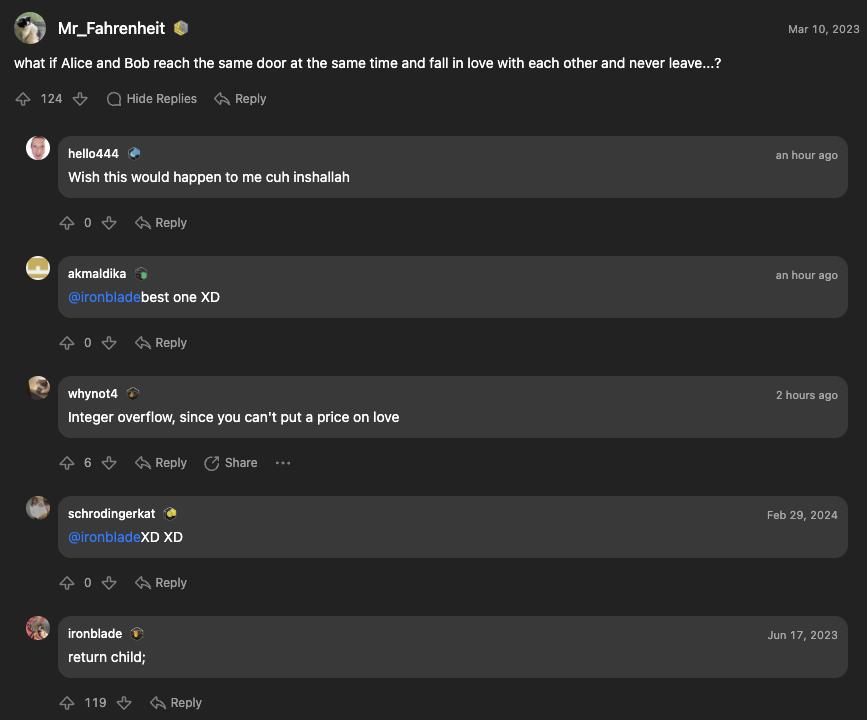 Mr_Fahrenheit
Mar 10, 2023
what if Alice and Bob reach the same door at the same time and fall in love with each other and never leave...?
124 Hide Replies Reply
hello444
an hour ago
Wish this would happen to me cuh inshallah
0 Reply
akmaldika
an hour ago
@ironbladebest one XD
0 Reply
whynot4
2 hours ago
Integer overflow, since you can't put a price on love
6 Reply Share ...
schrodingerkat
Feb 29, 2024
@ironbladeXD XD
0 Reply
ironblade
Jun 17, 2023
return child;
119 Reply